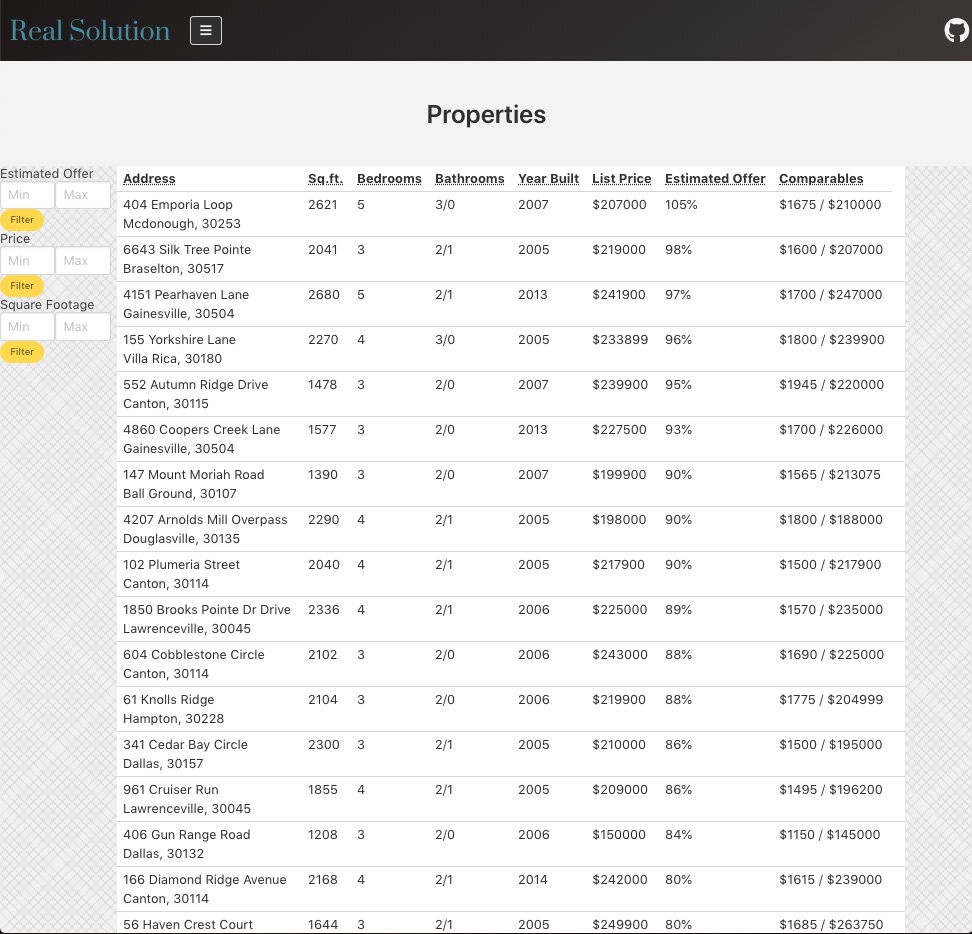 Real Solution
Properties
Estimated Offer
Min Max
Filter
Price
Min Max
Filter
Square Footage
Min Max
Filter
Address Sq.ft. Bedrooms Bathrooms Year Built List Price Estimated Offer Comparables
404 Emporia Loop 2621 5 3/0 2007 $207000 105% $1675 / $210000
Mcdonough, 30253
6643 Silk Tree Pointe 2041 3 2/1 2005 $219000 98% $1600 / $207000
Braselton, 30517
4151 Pearhaven Lane 2680 5 2/1 2013 $241900 97% $1700 / $247000
Gainesville, 30504
155 Yorkshire Lane 2270 4 3/0 2005 $233899 96% $1800 / $239900
Villa Rica, 30180
552 Autumn Ridge Drive 1478 3 2/0 2007 $239900 95% $1945 / $220000
Canton, 30115
4860 Coopers Creek Lane 1577 3 2/0 2013 $227500 93% $1700 / $226000
Gainesville, 30504
147 Mount Moriah Road 1390 3 2/0 2007 $199900 90% $1565 / $213075
Ball Ground, 30107
4207 Arnolds Mill Overpass 2290 4 2/1 2005 $198000 90% $1800 / $188000
Douglasville, 30135
102 Plumeria Street 2040 4 2/1 2005 $217900 90% $1500 / $217900
Canton, 30114
1850 Brooks Pointe Dr Drive 2336 4 2/1 2006 $225000 89% $1570 / $235000
Lawrenceville, 30045
604 Cobblestone Circle 2102 3 2/0 2006 $243000 88% $1690 / $225000
Canton, 30114
61 Knolls Ridge 2104 3 2/0 2006 $219900 88% $1775 / $204999
Hampton, 30228
341 Cedar Bay Circle 2300 3 2/1 2005 $210000 86% $1500 / $195000
Dallas, 30157
961 Cruiser Run 1855 4 2/1 2005 $209000 86% $1495 / $196200
Lawrenceville, 30045
406 Gun Range Road 1208 3 2/0 2006 $150000 84% $1150 / $145000
Dallas, 30132
166 Diamond Ridge Avenue 2168 4 2/1 2014 $242000 80% $1615 / $239000
Canton, 30114
56 Haven Crest Court 1644 3 2/1 2005 $249900 80% $1685 / $263750